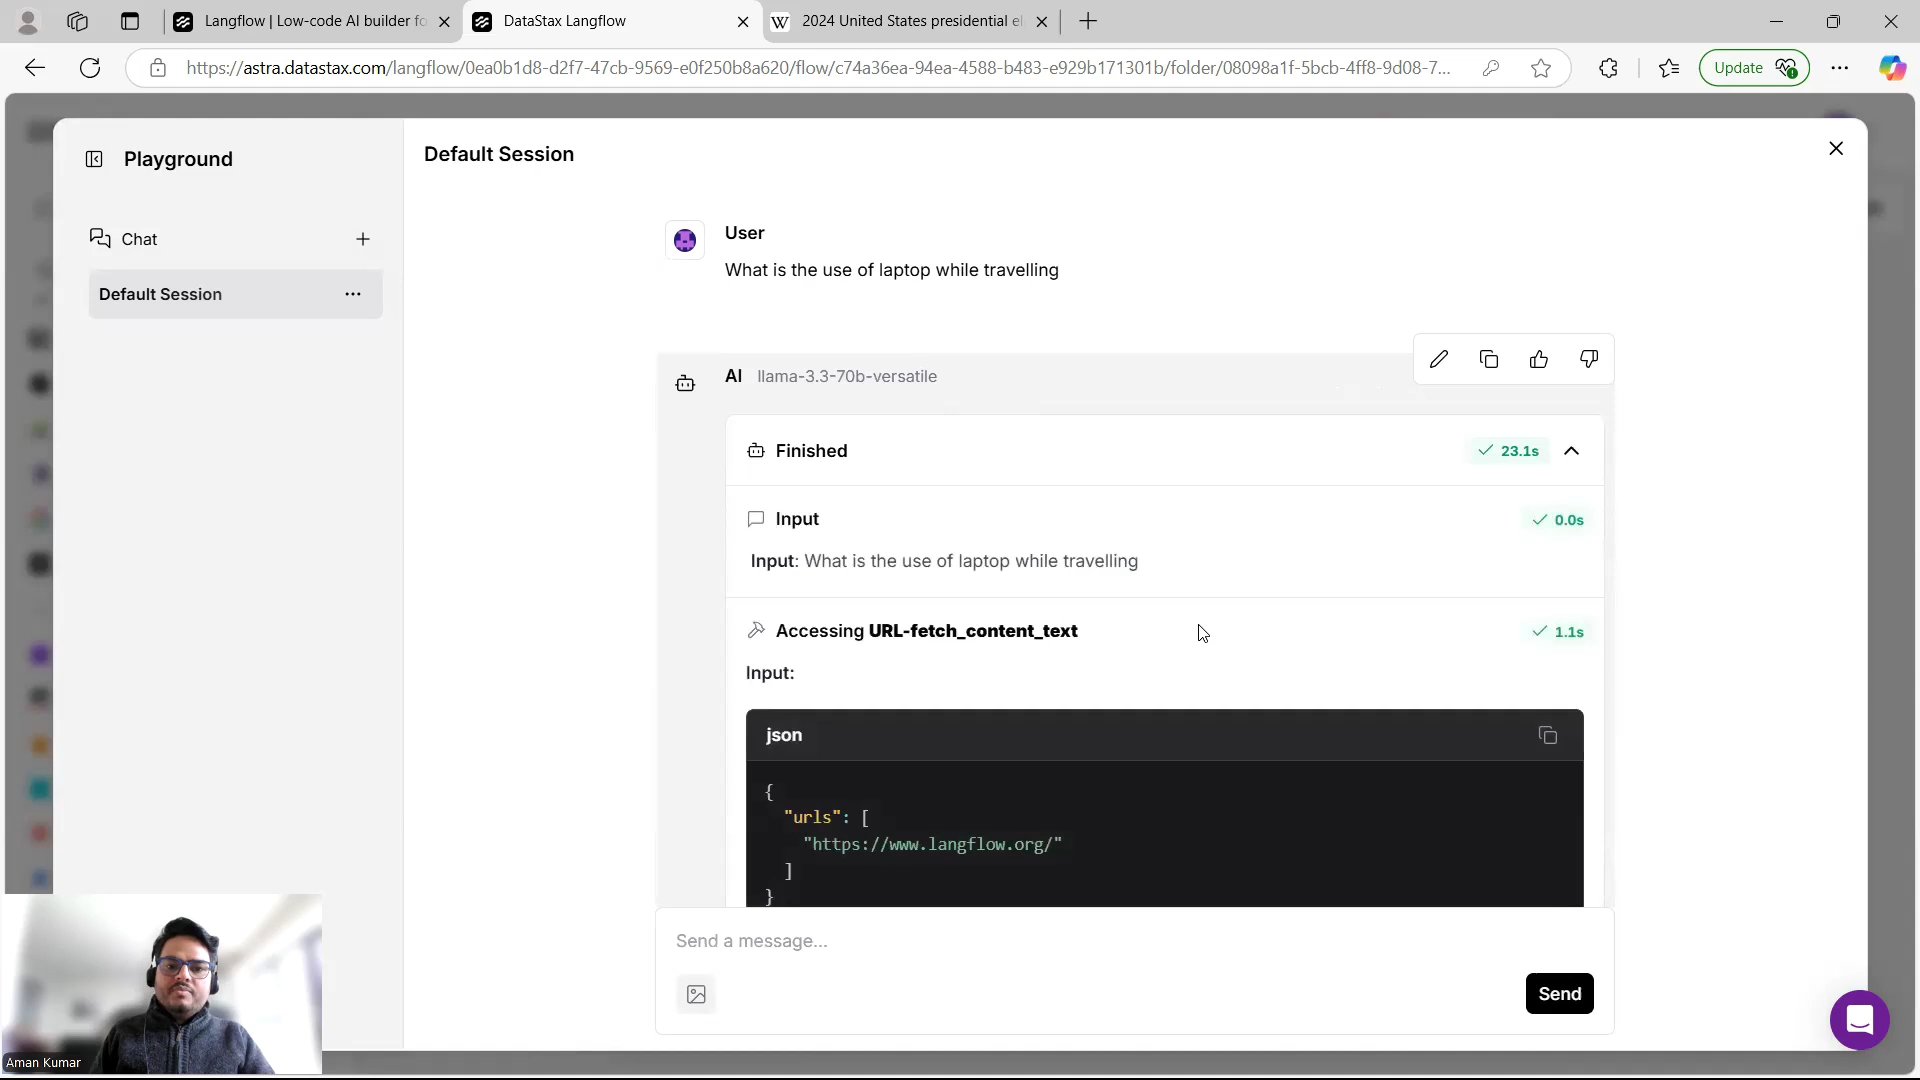 Langflow | Low-code AI builder fo
DataStax Langflow
W 2024 United States presidential el
https://astra.datastax.com/langflow/0ea0b1d8-d2f7-47cb-9569-e0f250b8a620/flow/c74a36ea-94ea-4588-b483-e929b171301b/folder/08098a1f-5bcb-4ff8-9d08-7...
Update
Playground
Default Session
Chat
Default Session
User
What is the use of laptop while travelling
AI llama-3.3-70b-versatile
Finished
23.1s
Input
0.0s
Input: What is the use of laptop while travelling
Accessing URL-fetch_content_text
1.1s
Input:
json
{
"urls": [
"https://www.langflow.org/"
]
}
Send a message...
Send
Aman Kumar